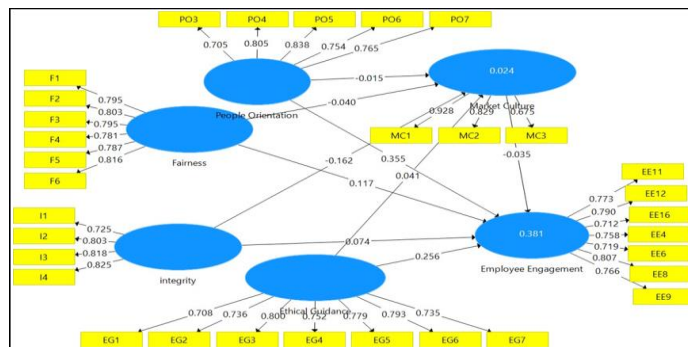 PO3 PO4 PO5 PO6 PO7
0.705 0.805 0.838 0.754 0.765
People Orientation
F1
F2
F3
F4
F5
F6
0.795
0.803
0.795
0.781
0.787
0.816
Fairness
-0.015
-0.040
-0.162
0.041
0.024
Market Culture
0.928 0.829 0.675
MC1 MC2 MC3
0.355
0.117
0.074
0.256
-0.035
I1
I2
I3
I4
0.725
0.803
0.818
0.825
integrity
0.381
Employee Engagement
0.773
0.790
0.712
0.758
0.719
0.807
0.766
EE11
EE12
EE16
EE4
EE6
EE8
EE9
Ethical Guidance
0.708 0.736 0.800 0.752 0.779 0.793 0.735
EG1 EG2 EG3 EG4 EG5 EG6 EG7